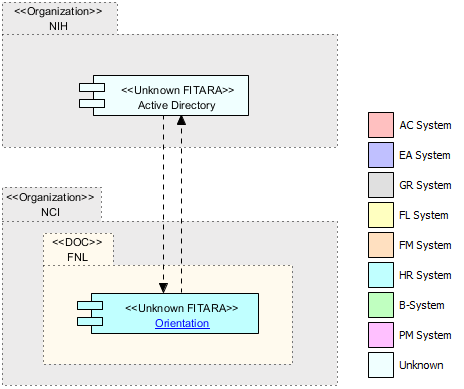 <<Organization>>
NIH
<<Unknown FITARA>>
Active Directory
<<Organization>>
NCI
<<DOC>>
FNL
<<Unknown FITARA>>
Orientation
AC System
EA System
GR System
FL System
FM System
HR System
B-System
PM System
Unknown